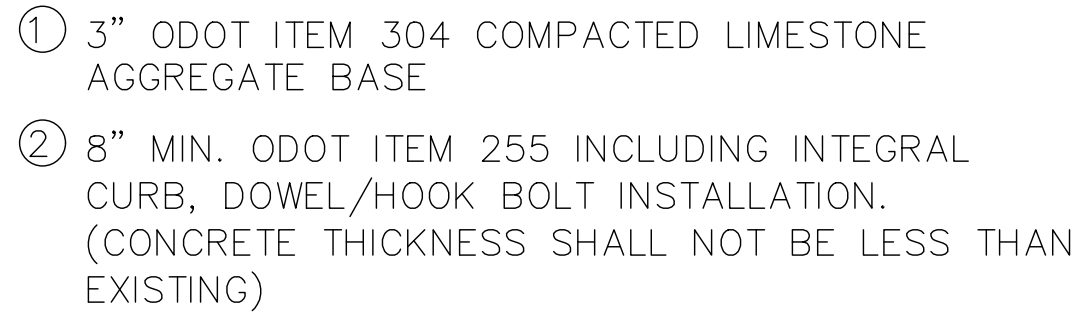 ① 3” ODOT ITEM 304 COMPACTED LIMESTONE
AGGREGATE BASE
② 8” MIN. ODOT ITEM 255 INCLUDING INTEGRAL
CURB, DOWEL/HOOK BOLT INSTALLATION.
(CONCRETE THICKNESS SHALL NOT BE LESS THAN
EXISTING)